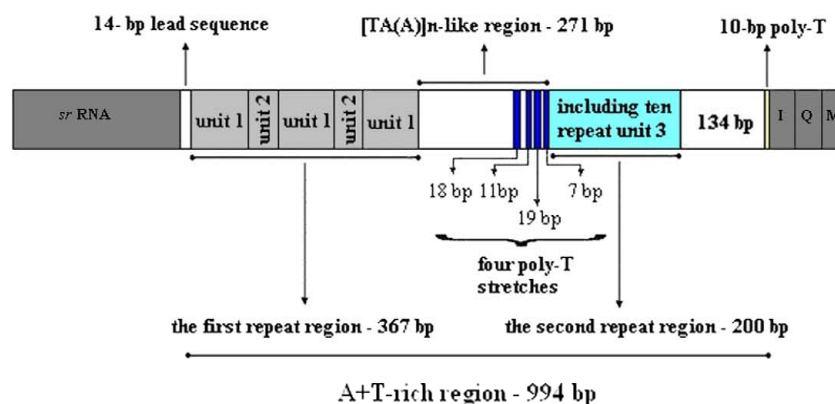 14- bp lead sequence
[TA(A)]n-like region - 271 bp
10-bp poly-T
sr RNA
unit 1
unit 2
unit 1
unit 2
unit 1
including ten
repeat unit 3
134 bp
I
Q
M
18 bp
11bp
19 bp
7 bp
four poly-T
stretches
the first repeat region - 367 bp
the second repeat region - 200 bp
A+T-rich region - 994 bp